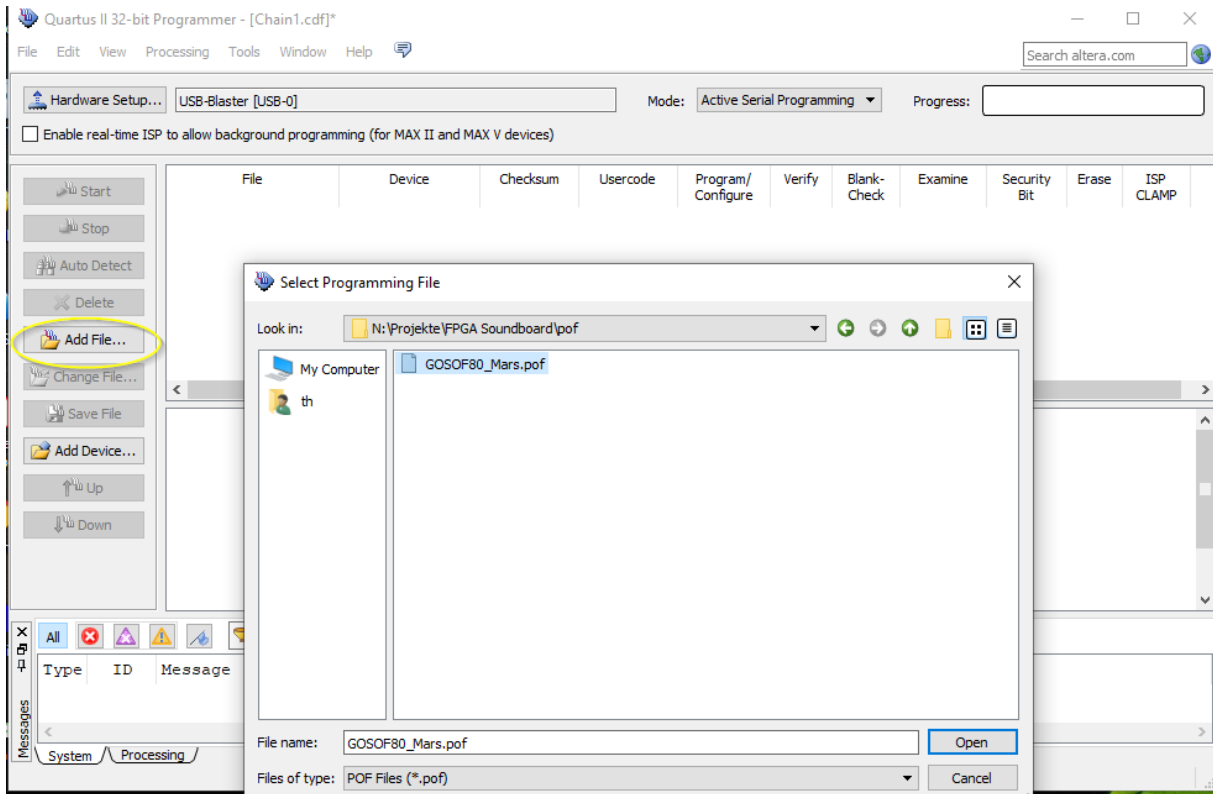 Quartus II 32-bit Programmer - [Chain1.cdf]*
File Edit View Processing Tools Window Help
Search altera.com
Hardware Setup... USB-Blaster [USB-0] Mode: Active Serial Programming Progress:
Enable real-time ISP to allow background programming (for MAX II and MAX V devices)
File Device Checksum Usercode Program/ Verify Blank- Examine Security Erase ISP
Configure Check Bit CLAMP
Start
Stop
Auto Detect
Delete
Add File...
Change File...
Save File
Add Device...
Up
Down
Select Programming File
Look in: N:\Projekte\FPGA Soundboard\pof
My Computer
th
GOSOF80_Mars.pof
File name: GOSOF80_Mars.pof Open
Files of type: POF Files (*.pof) Cancel
All
Type ID Message
Messages
System Processing